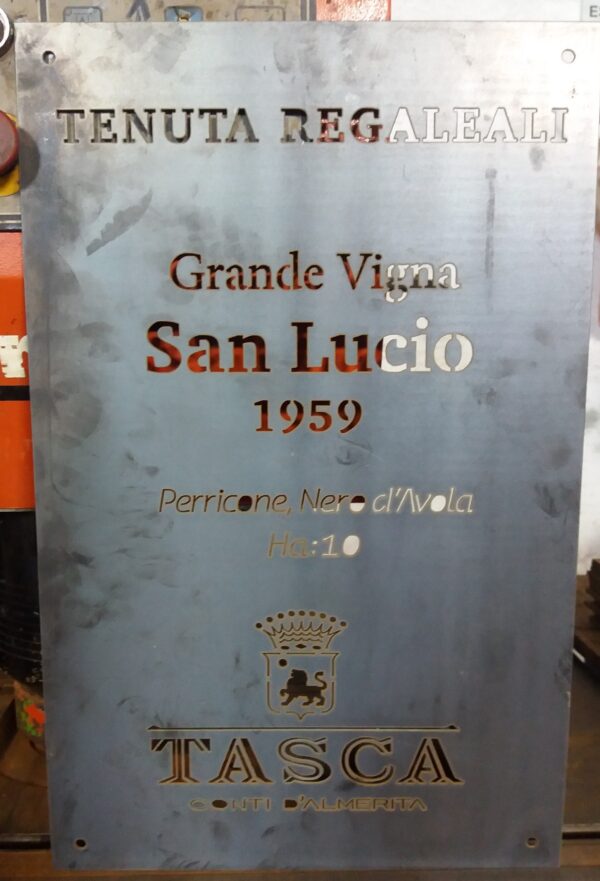 TENUTA REGALEALI
Grande Vigna
San Lucio
1959
Perricone, Nero d'Avola
Ha:10
TASCA
CONTI D'ALMERITA